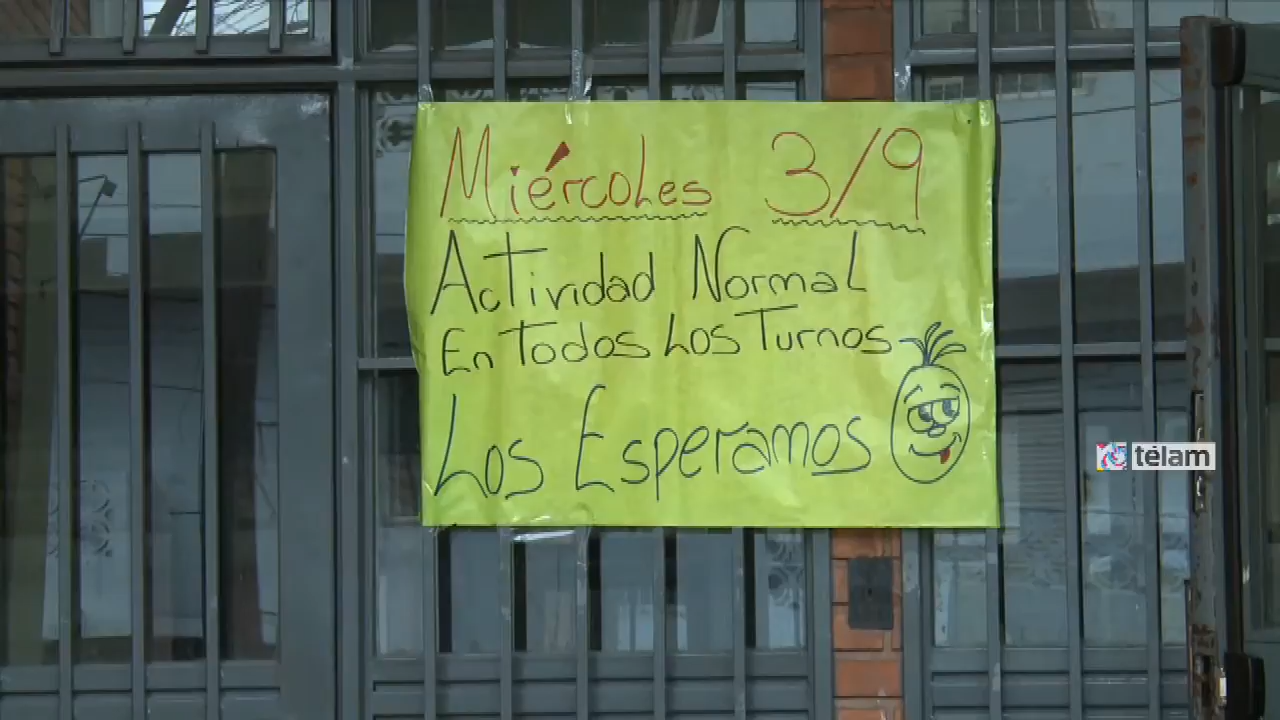 Miércoles 3/9
Actividad Normal
En Todos Los Turnos
Los Esperamos
télam